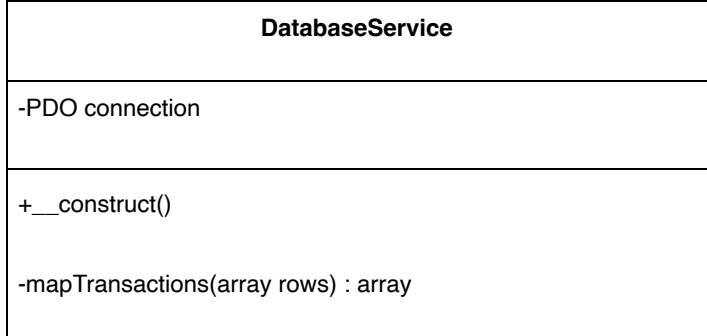 DatabaseService
-PDO connection
+__construct()
-mapTransactions(array rows) : array